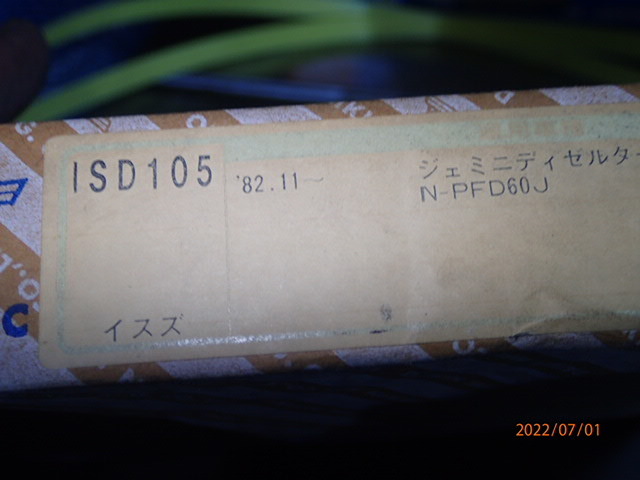 ISD105
'82.11~
ジェミニディゼルター
N-PFD60J
イスズ
C
2022/07/01